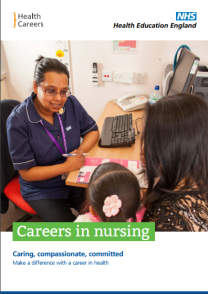 Health
Careers
NHS
Health Education England
Careers in nursing
Caring, compassionate, committed
Make a difference with a career in health